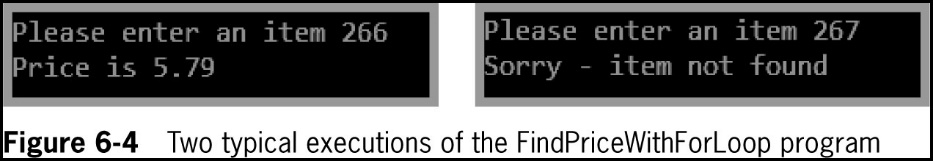 Please enter an item 266
Price is 5.79
Please enter an item 267
Sorry - item not found
Figure 6-4 Two typical executions of the FindPriceWithForLoop program